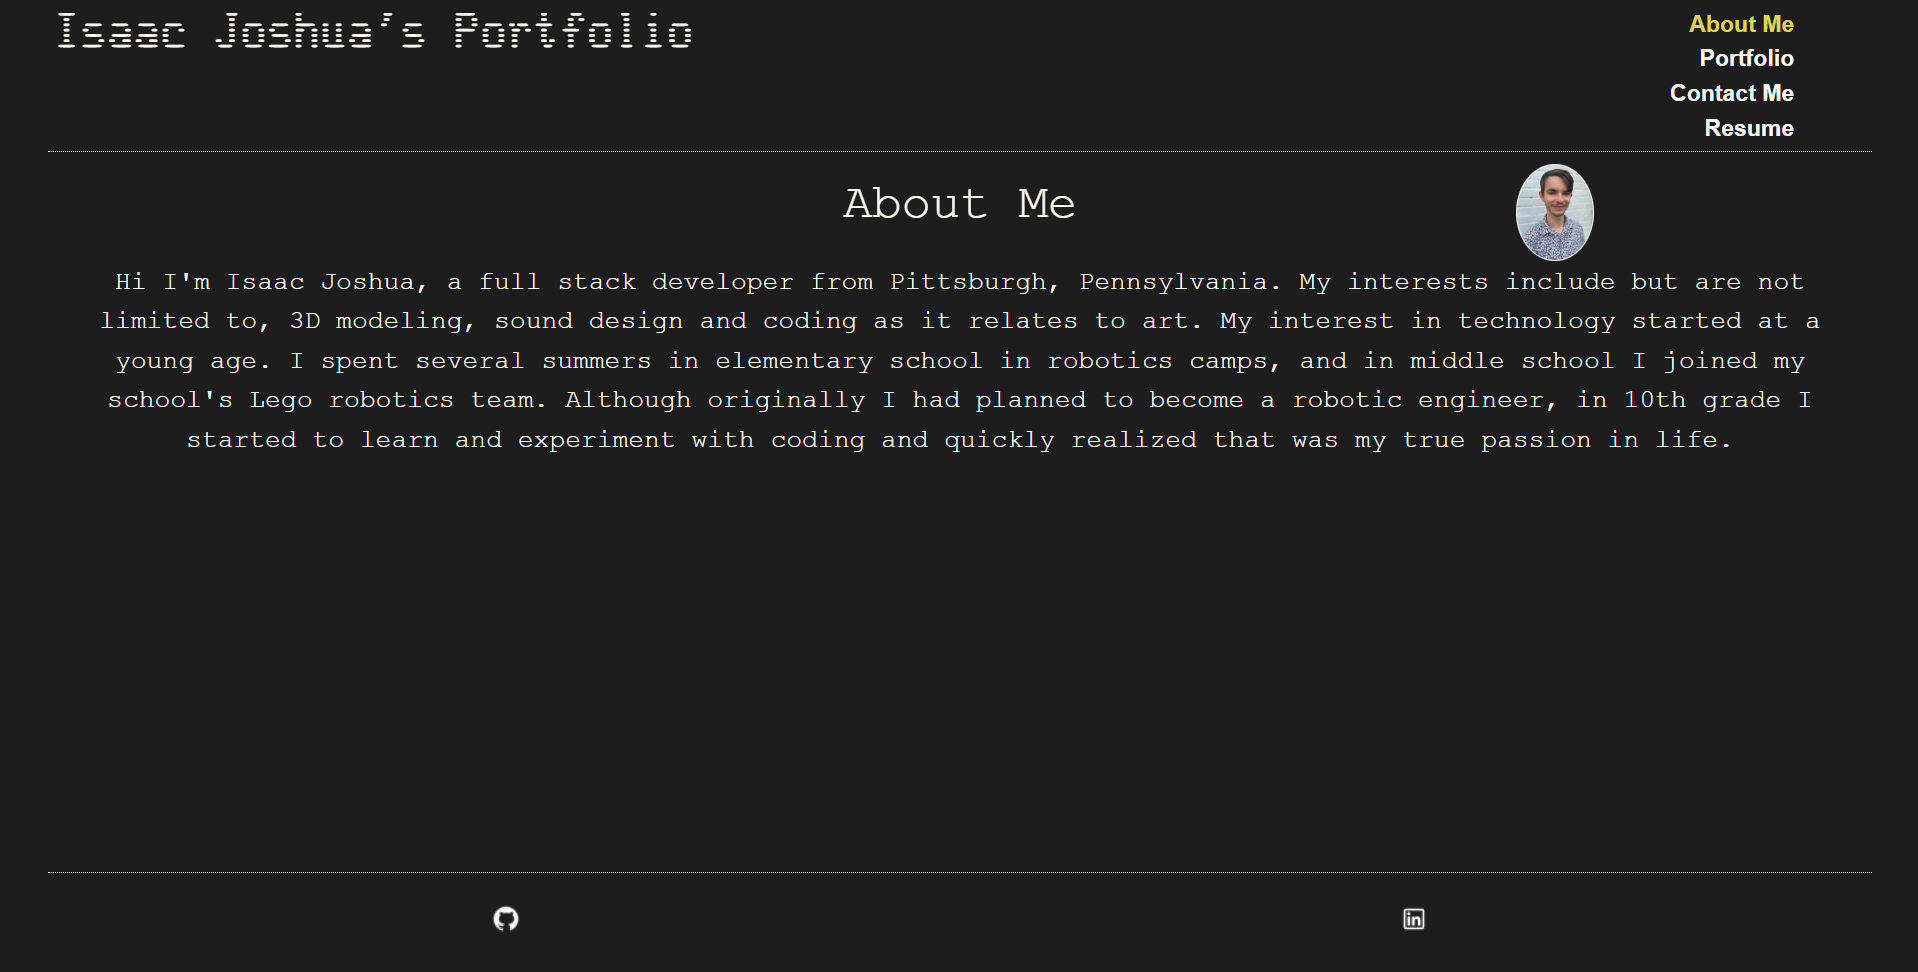 Isaac Joshua's Portfolio
About Me
Portfolio
Contact Me
Resume
About Me
Hi I'm Isaac Joshua, a full stack developer from Pittsburgh, Pennsylvania. My interests include but are not
limited to, 3D modeling, sound design and coding as it relates to art. My interest in technology started at a
young age. I spent several summers in elementary school in robotics camps, and in middle school I joined my
school's Lego robotics team. Although originally I had planned to become a robotic engineer, in 10th grade I
started to learn and experiment with coding and quickly realized that was my true passion in life.
in